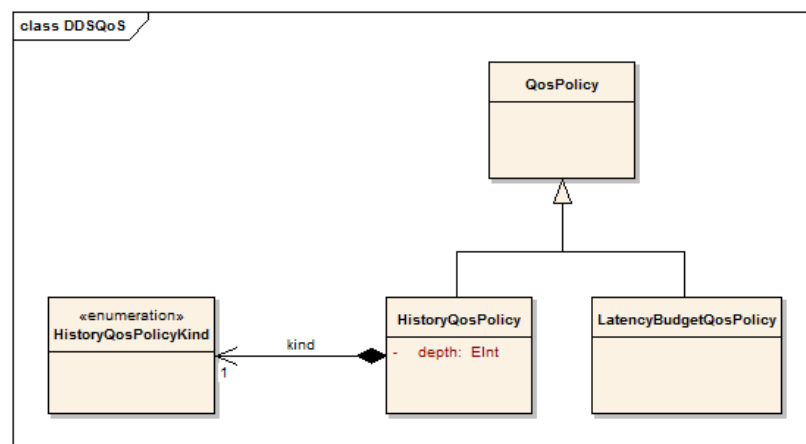 class DDSQoS
QosPolicy
«enumeration»
HistoryQosPolicyKind
kind
1
HistoryQosPolicy
- depth: EInt
LatencyBudgetQosPolicy